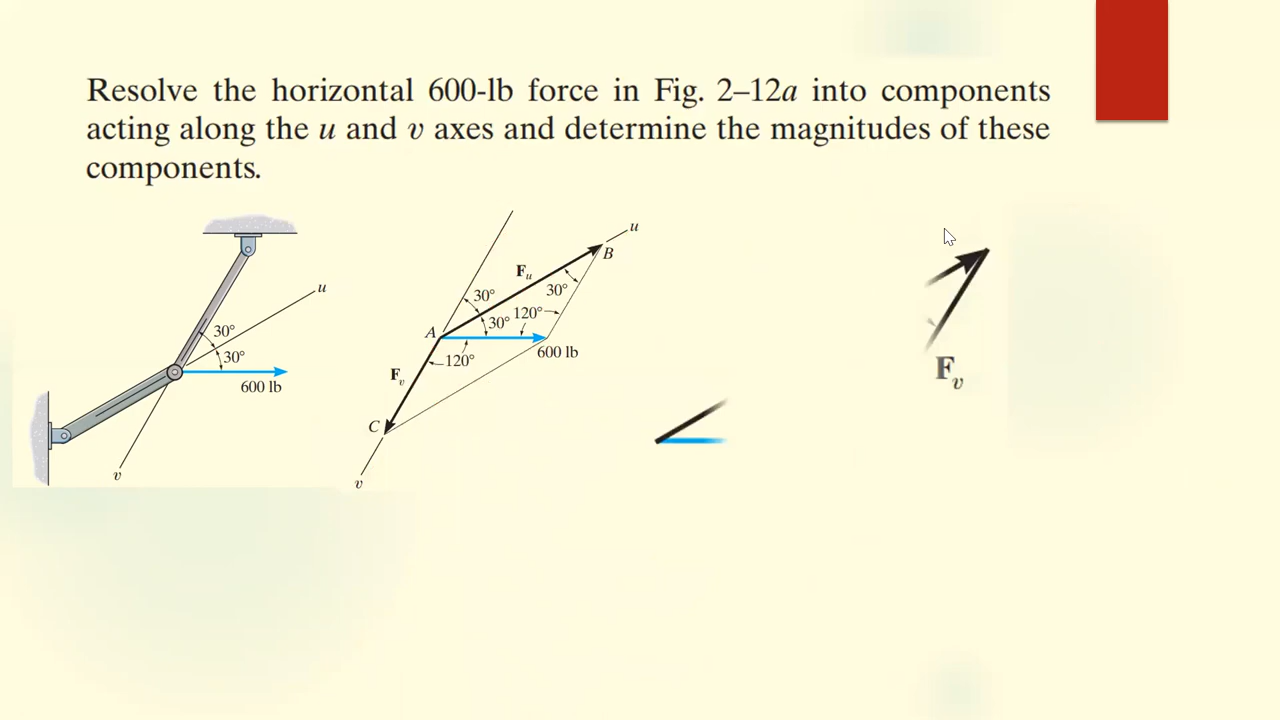 Resolve the horizontal 600-lb force in Fig. 2–12a into components
acting along the u and v axes and determine the magnitudes of these
components.
u
30°
30°
600 lb
v
u
B
F_u
30°
30°
30°
120°
A
120°
600 lb
F_v
C
v
F_v